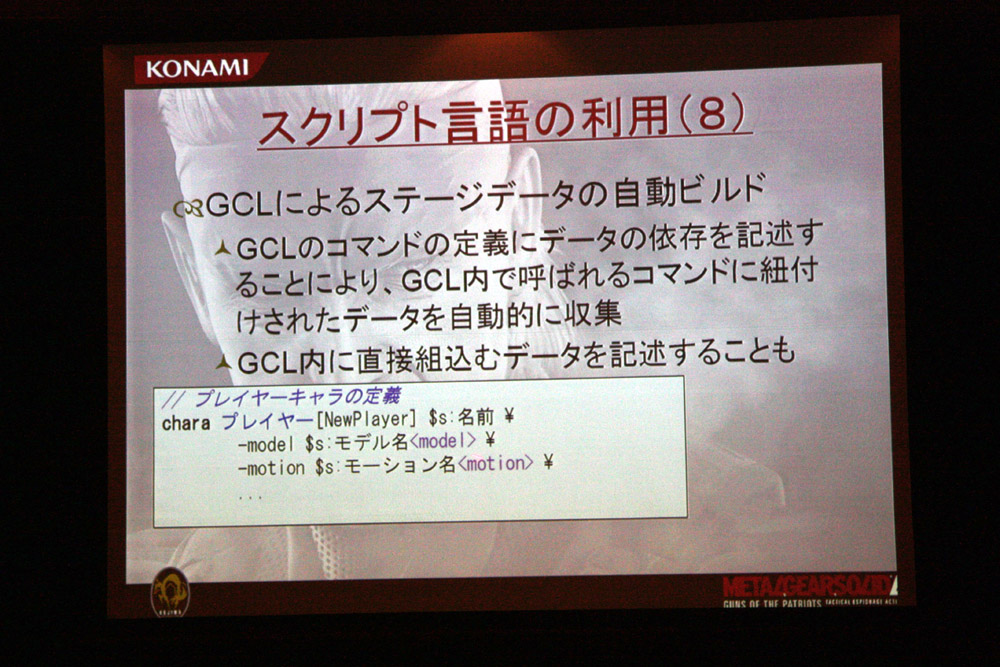 KONAMI
スクリプト言語の利用(8)
GCLによるステージデータの自動ビルド
GCLのコマンドの定義にデータの依存を記述す
ることにより、GCL内で呼ばれるコマンドに紐付
けされたデータを自動的に収集
GCL内に直接組込むデータを記述することも
// プレイヤーキャラの定義
chara プレイヤー[NewPlayer] $s:名前 ¥
-model $s:モデル名<model> ¥
-motion $s:モーション名<motion> ¥
...
KOJIMA
METAL GEAR SOLID 4
GUNS OF THE PATRIOTS TACTICAL ESPIONAGE ACTI